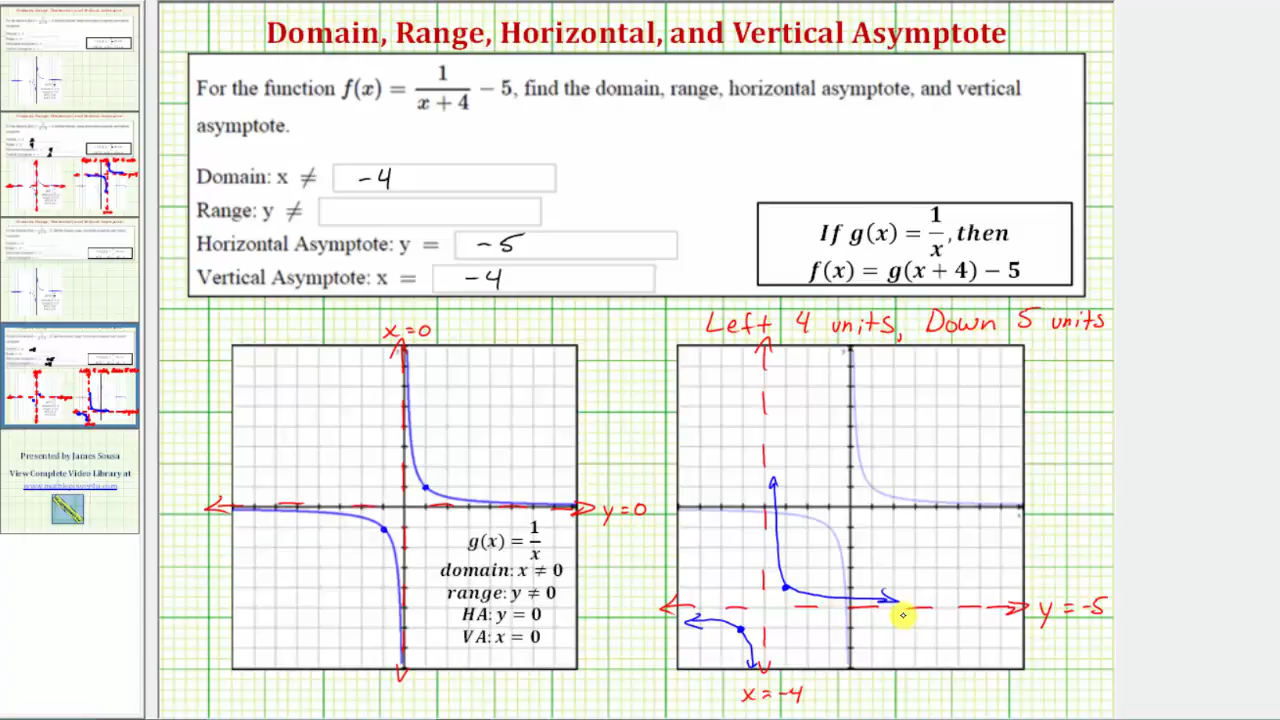 Domain, Range, Horizontal, and Vertical Asymptote
For the function f(x) = 1/(x + 4) − 5, find the domain, range, horizontal asymptote, and vertical
asymptote.
Domain: x ≠ -4
Range: y ≠
Horizontal Asymptote: y = -5
Vertical Asymptote: x = -4
If g(x) = 1/x, then
f(x) = g(x + 4) − 5
Left 4 units, Down 5 units
x=0
y=0
g(x) = 1/x
domain: x ≠ 0
range: y ≠ 0
HA: y = 0
VA: x = 0
y = -5
x = -4
Presented by James Sousa
View Complete Video Library at